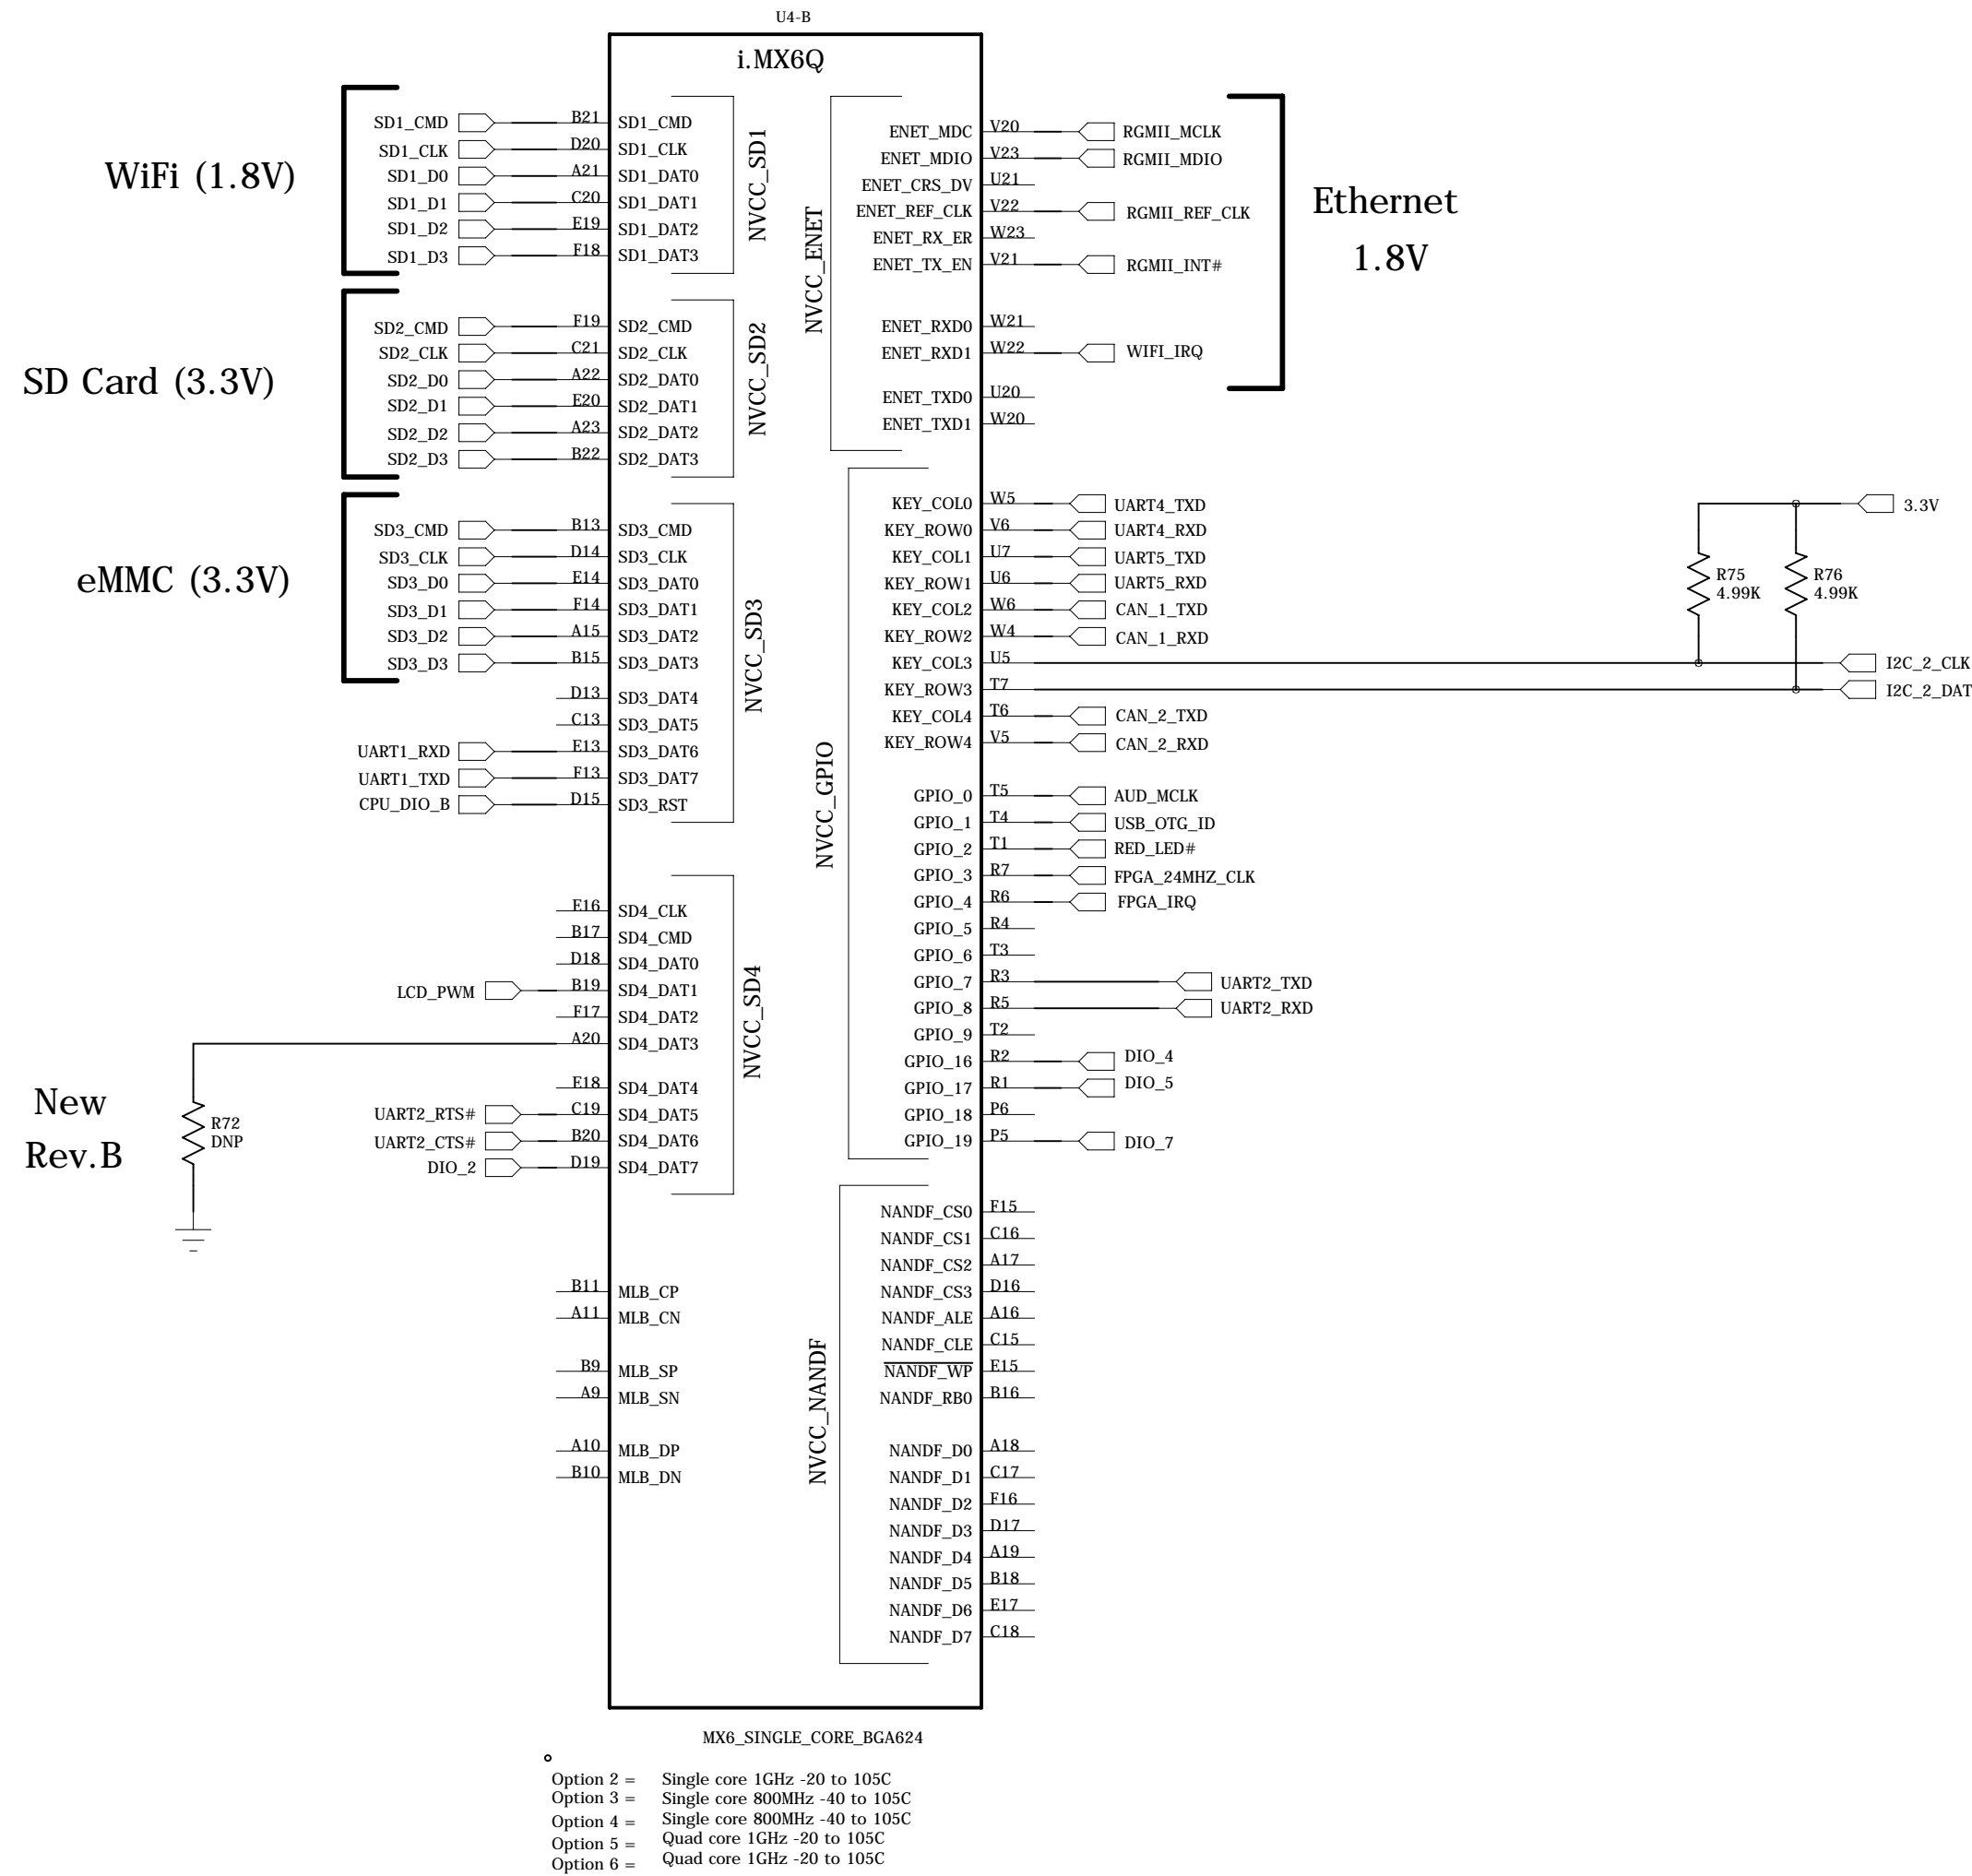 U4-B
i.MX6Q
WiFi (1.8V)
SD1_CMD B21 SD1_CMD
SD1_CLK D20 SD1_CLK
SD1_D0 A21 SD1_DAT0
SD1_D1 C20 SD1_DAT1
SD1_D2 E19 SD1_DAT2
SD1_D3 F18 SD1_DAT3
NVCC_SD1
SD Card (3.3V)
SD2_CMD F19 SD2_CMD
SD2_CLK C21 SD2_CLK
SD2_D0 A22 SD2_DAT0
SD2_D1 E20 SD2_DAT1
SD2_D2 A23 SD2_DAT2
SD2_D3 B22 SD2_DAT3
NVCC_SD2
eMMC (3.3V)
SD3_CMD B13 SD3_CMD
SD3_CLK D14 SD3_CLK
SD3_D0 E14 SD3_DAT0
SD3_D1 F14 SD3_DAT1
SD3_D2 A15 SD3_DAT2
SD3_D3 B15 SD3_DAT3
D13 SD3_DAT4
C13 SD3_DAT5
UART1_RXD E13 SD3_DAT6
UART1_TXD F13 SD3_DAT7
CPU_DIO_B D15 SD3_RST
NVCC_SD3
E16 SD4_CLK
B17 SD4_CMD
D18 SD4_DAT0
LCD_PWM B19 SD4_DAT1
F17 SD4_DAT2
A20 SD4_DAT3
E18 SD4_DAT4
UART2_RTS# C19 SD4_DAT5
UART2_CTS# B20 SD4_DAT6
DIO_2 D19 SD4_DAT7
NVCC_SD4
New
Rev.B
R72
DNP
B11 MLB_CP
A11 MLB_CN
B9 MLB_SP
A9 MLB_SN
A10 MLB_DP
B10 MLB_DN
NVCC_ENET
ENET_MDC V20 RGMII_MCLK
ENET_MDIO V23 RGMII_MDIO
ENET_CRS_DV U21
ENET_REF_CLK V22 RGMII_REF_CLK
ENET_RX_ER W23
ENET_TX_EN V21 RGMII_INT#
ENET_RXD0 W21
ENET_RXD1 W22 WIFI_IRQ
ENET_TXD0 U20
ENET_TXD1 W20
Ethernet
1.8V
NVCC_GPIO
KEY_COL0 W5 UART4_TXD
KEY_ROW0 V6 UART4_RXD
KEY_COL1 U7 UART5_TXD
KEY_ROW1 U6 UART5_RXD
KEY_COL2 W6 CAN_1_TXD
KEY_ROW2 W4 CAN_1_RXD
KEY_COL3 U5 I2C_2_CLK
KEY_ROW3 T7 I2C_2_DAT
KEY_COL4 T6 CAN_2_TXD
KEY_ROW4 V5 CAN_2_RXD
3.3V
R75
4.99K
R76
4.99K
GPIO_0 T5 AUD_MCLK
GPIO_1 T4 USB_OTG_ID
GPIO_2 T1 RED_LED#
GPIO_3 R7 FPGA_24MHZ_CLK
GPIO_4 R6 FPGA_IRQ
GPIO_5 R4
GPIO_6 T3
GPIO_7 R3 UART2_TXD
GPIO_8 R5 UART2_RXD
GPIO_9 T2
GPIO_16 R2 DIO_4
GPIO_17 R1 DIO_5
GPIO_18 P6
GPIO_19 P5 DIO_7
NVCC_NANDF
NANDF_CS0 F15
NANDF_CS1 C16
NANDF_CS2 A17
NANDF_CS3 D16
NANDF_ALE A16
NANDF_CLE C15
NANDF_WP E15
NANDF_RB0 B16
NANDF_D0 A18
NANDF_D1 C17
NANDF_D2 F16
NANDF_D3 D17
NANDF_D4 A19
NANDF_D5 B18
NANDF_D6 E17
NANDF_D7 C18
MX6_SINGLE_CORE_BGA624
Option 2 = Single core 1GHz -20 to 105C
Option 3 = Single core 800MHz -40 to 105C
Option 4 = Single core 800MHz -40 to 105C
Option 5 = Quad core 1GHz -20 to 105C
Option 6 = Quad core 1GHz -20 to 105C